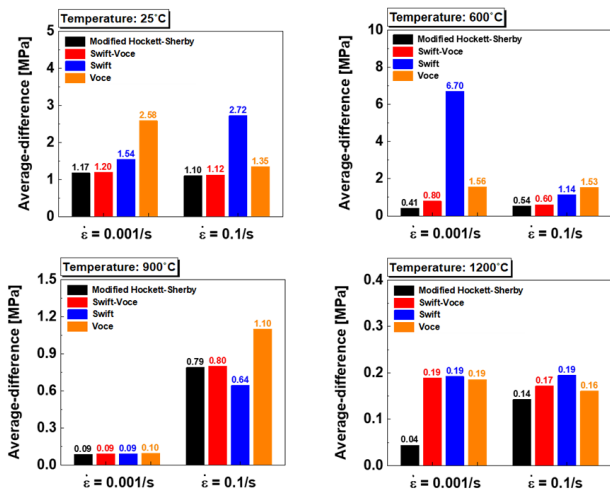 Temperature: 25°C
Average-difference [MPa]
5
4
3
2
1
0
Modified Hockett-Sherby
Swift-Voce
Swift
Voce
1.17
1.20
1.54
2.58
1.10
1.12
2.72
1.35
ε̇ = 0.001/s
ε̇ = 0.1/s
Temperature: 600°C
Average-difference [MPa]
10
8
6
4
2
0
Modified Hockett-Sherby
Swift-Voce
Swift
Voce
0.41
0.80
6.70
1.56
0.54
0.60
1.14
1.53
ε̇ = 0.001/s
ε̇ = 0.1/s
Temperature: 900°C
Average-difference [MPa]
1.5
1.2
0.9
0.6
0.3
0.0
Modified Hockett-Sherby
Swift-Voce
Swift
Voce
0.09
0.09
0.09
0.10
0.79
0.80
0.64
1.10
ε̇ = 0.001/s
ε̇ = 0.1/s
Temperature: 1200°C
Average-difference [MPa]
0.4
0.3
0.2
0.1
0.0
Modified Hockett-Sherby
Swift-Voce
Swift
Voce
0.04
0.19
0.19
0.19
0.14
0.17
0.19
0.16
ε̇ = 0.001/s
ε̇ = 0.1/s